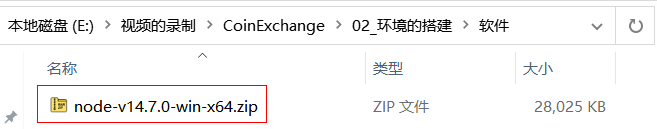 本地磁盘 (E:) › 视频的录制 › CoinExchange › 02_环境的搭建 › 软件
名称 类型 大小
node-v14.7.0-win-x64.zip ZIP 文件 28,025 KB